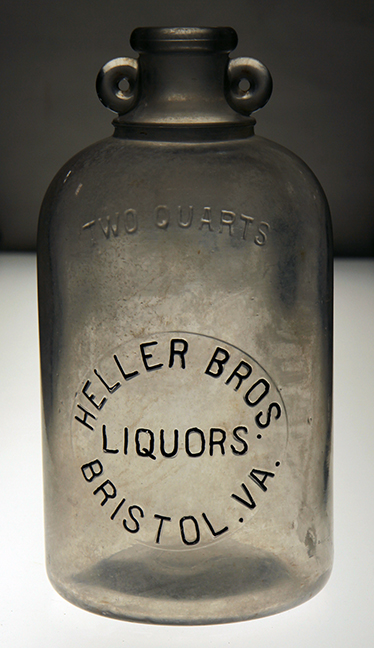 TWO QUARTS
HELLER BROS.
LIQUORS
BRISTOL.VA.